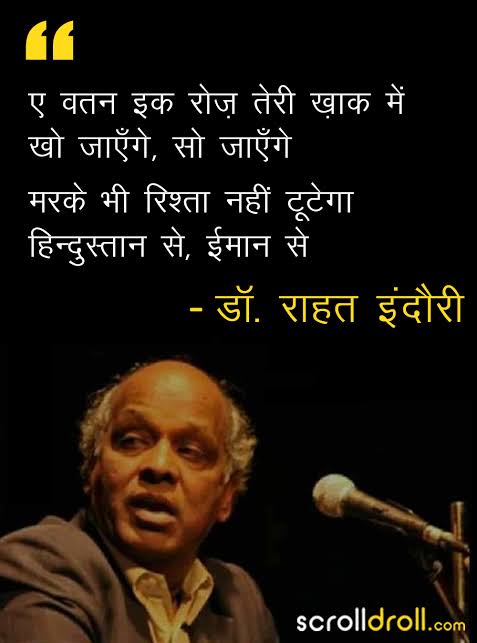 ए वतन इक रोज़ तेरी ख़ाक में
खो जाएँगे, सो जाएँगे
मरके भी रिश्ता नहीं टूटेगा
हिन्दुस्तान से, ईमान से
- डॉ. राहत इंदौरी
scrolldroll.com